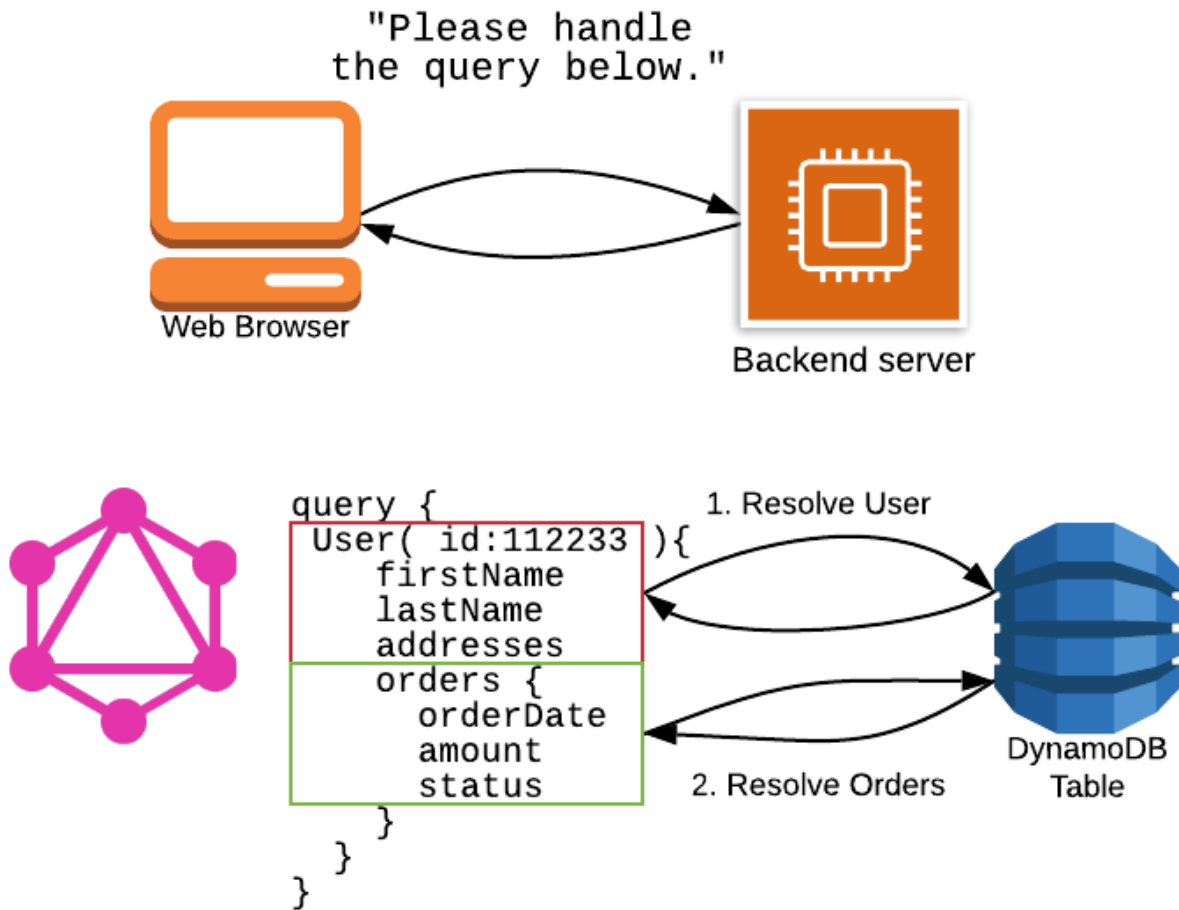 "Please handle
the query below."
Web Browser
Backend server
query {
User( id:112233 ){
firstName
lastName
addresses
orders {
orderDate
amount
status
}
}
}
1. Resolve User
2. Resolve Orders
DynamoDB
Table